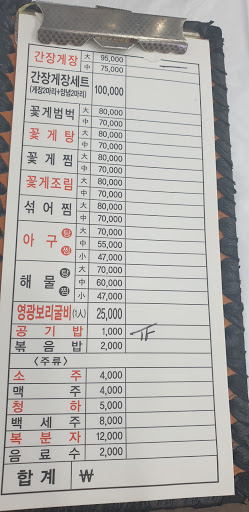 간장게장 大 95,000
中 75,000
간장게장세트 100,000
(게장2마리+양념2마리)
꽃게범벅 大 80,000
中 70,000
꽃게탕 大 80,000
中 70,000
꽃게찜 大 80,000
中 70,000
꽃게조림 大 80,000
中 70,000
섞어찜 大 80,000
中 70,000
아구 탕 찜 大 70,000
中 55,000
小 47,000
해물 탕 찜 大 70,000
中 60,000
小 47,000
영광보리굴비(1人) 25,000
공기밥 1,000
볶음밥 2,000
〈주류〉
소주 4,000
맥주 4,000
청하 5,000
백세주 8,000
복분자 12,000
음료수 2,000
합계 ₩